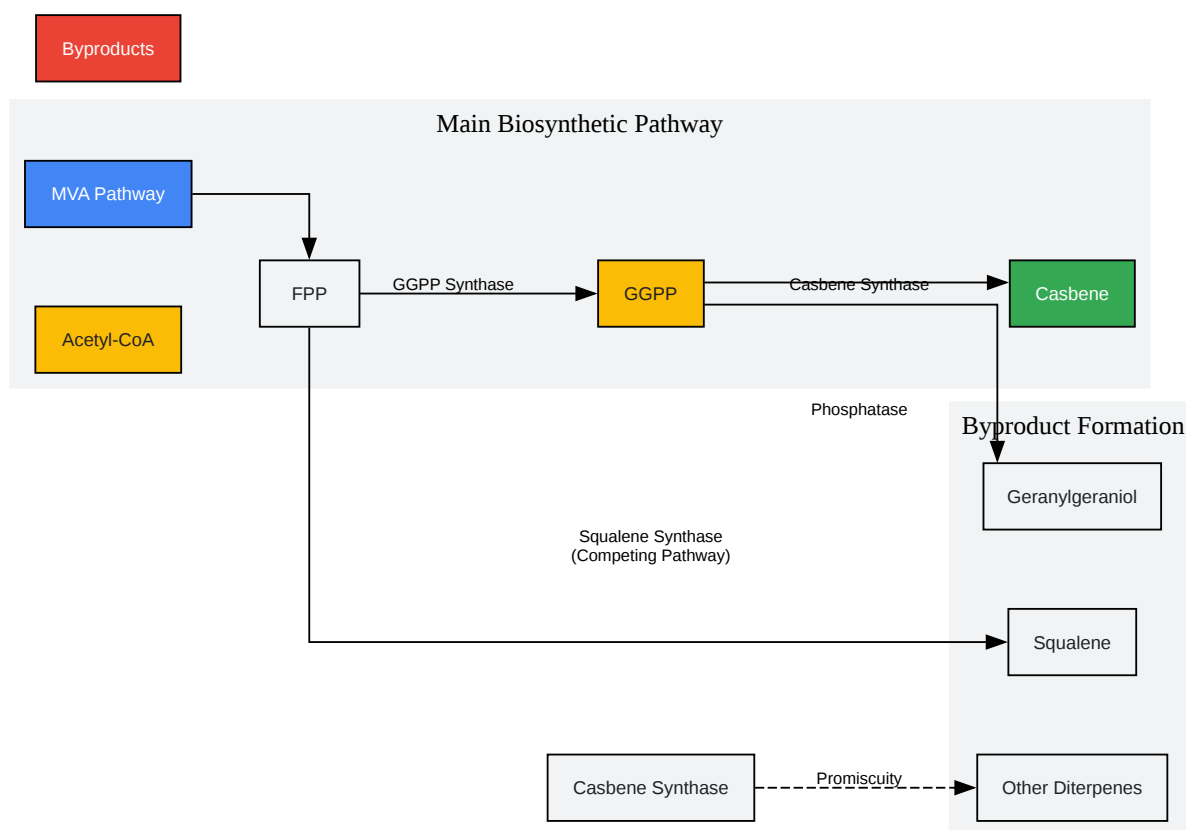 Byproducts
Main Biosynthetic Pathway
MVA Pathway
FPP
GGPP Synthase
GGPP
Casbene Synthase
Casbene
Acetyl-CoA
Phosphatase
Byproduct Formation
Geranylgeraniol
Squalene Synthase
(Competing Pathway)
Squalene
Casbene Synthase
Promiscuity
Other Diterpenes